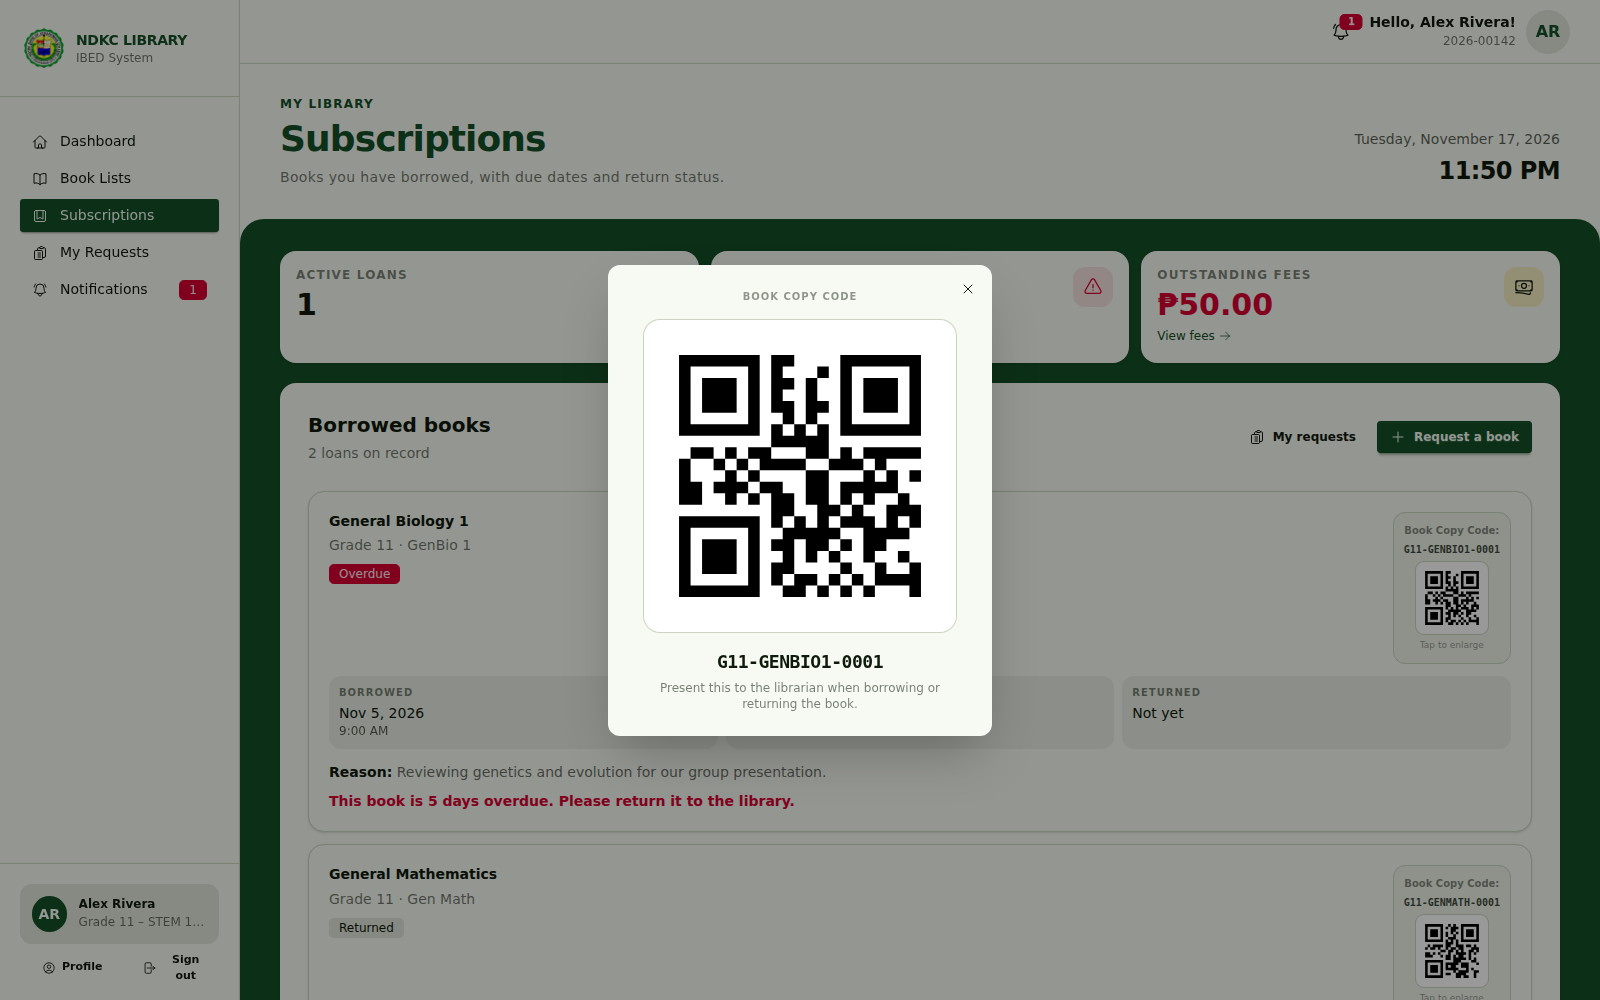 NDKC LIBRARY
IBED System
Dashboard
Book Lists
Subscriptions
My Requests
Notifications
1
Alex Rivera
AR
Grade 11 – STEM 1...
Profile
Sign
out
1
Hello, Alex Rivera!
2026-00142
AR
MY LIBRARY
Subscriptions
Books you have borrowed, with due dates and return status.
Tuesday, November 17, 2026
11:50 PM
ACTIVE LOANS
1
OUTSTANDING FEES
₱50.00
View fees
Borrowed books
2 loans on record
My requests
Request a book
General Biology 1
Grade 11 · GenBio 1
Overdue
Book Copy Code:
G11-GENBIO1-0001
Tap to enlarge
BORROWED
Nov 5, 2026
9:00 AM
RETURNED
Not yet
Reason: Reviewing genetics and evolution for our group presentation.
This book is 5 days overdue. Please return it to the library.
General Mathematics
Grade 11 · Gen Math
Returned
Book Copy Code:
G11-GENMATH-0001
Tap to enlarge
BOOK COPY CODE
G11-GENBIO1-0001
Present this to the librarian when borrowing or
returning the book.